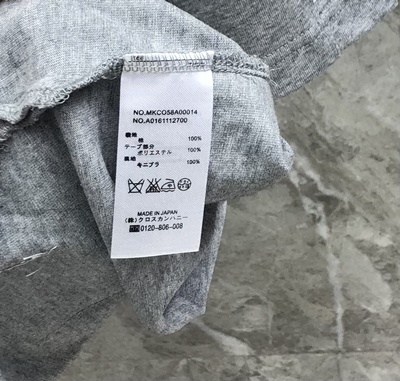 NO.MKCO58A00014
NO.A0161112700
綿 100%
テープ部分
ポリエステル 100%
キュプラ 100%
MADE IN JAPAN
(株)クロスカンパニー
0120-806-008